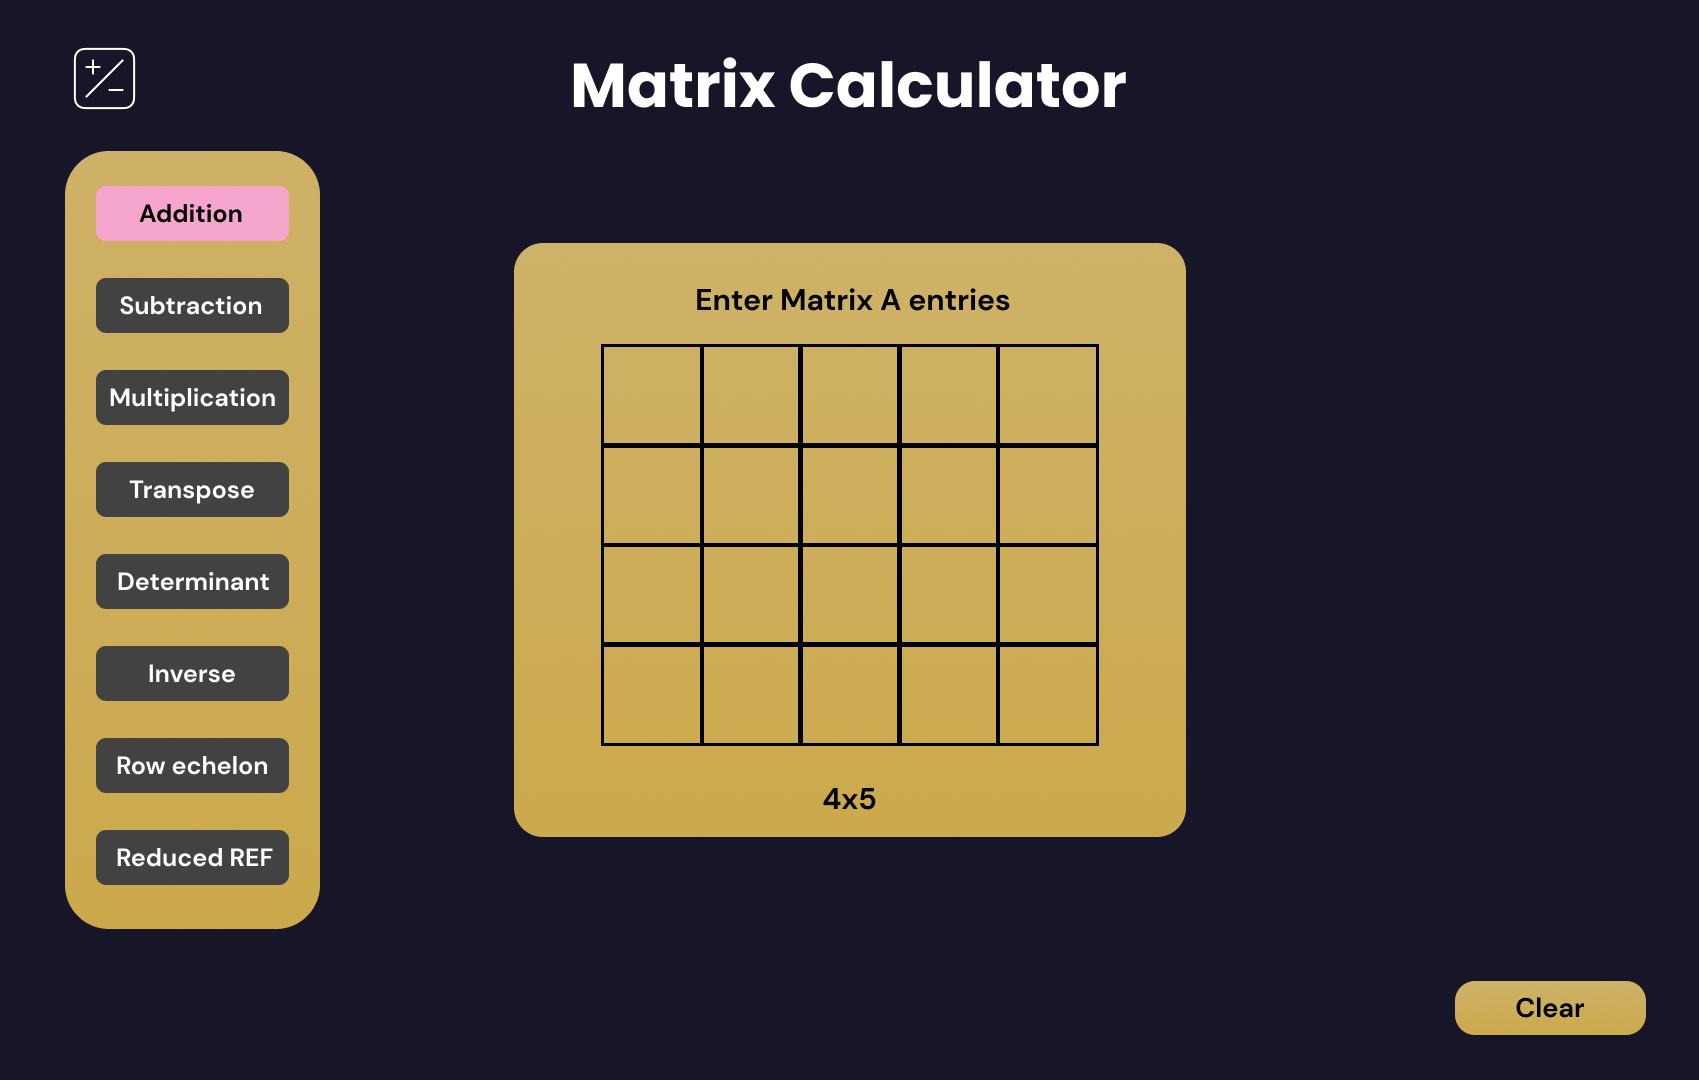 Matrix Calculator
Addition
Subtraction
Multiplication
Transpose
Determinant
Inverse
Row echelon
Reduced REF
Enter Matrix A entries
4x5
Clear